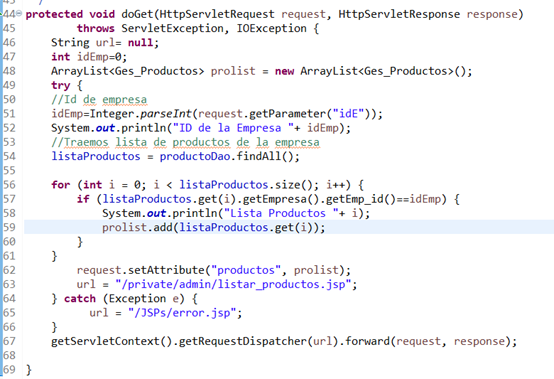 44 protected void doGet(HttpServletRequest request, HttpServletResponse response)
45         throws ServletException, IOException {
46     String url= null;
47     int idEmp=0;
48     ArrayList<Ges_Productos> prolist = new ArrayList<Ges_Productos>();
49     try {
50     //Id de empresa
51     idEmp=Integer.parseInt(request.getParameter("idE"));
52     System.out.println("ID de la Empresa "+ idEmp);
53     //Traemos lista de productos de la empresa
54     listaProductos = productoDao.findAll();
55
56     for (int i = 0; i < listaProductos.size(); i++) {
57         if (listaProductos.get(i).getEmpresa().getEmp_id()==idEmp) {
58             System.out.println("Lista Productos "+ i);
59             prolist.add(listaProductos.get(i));
60         }
61     }
62         request.setAttribute("productos", prolist);
63         url = "/private/admin/listar_productos.jsp";
64     } catch (Exception e) {
65           url = "/JSPs/error.jsp";
66     }
67     getServletContext().getRequestDispatcher(url).forward(request, response);
68
69 }